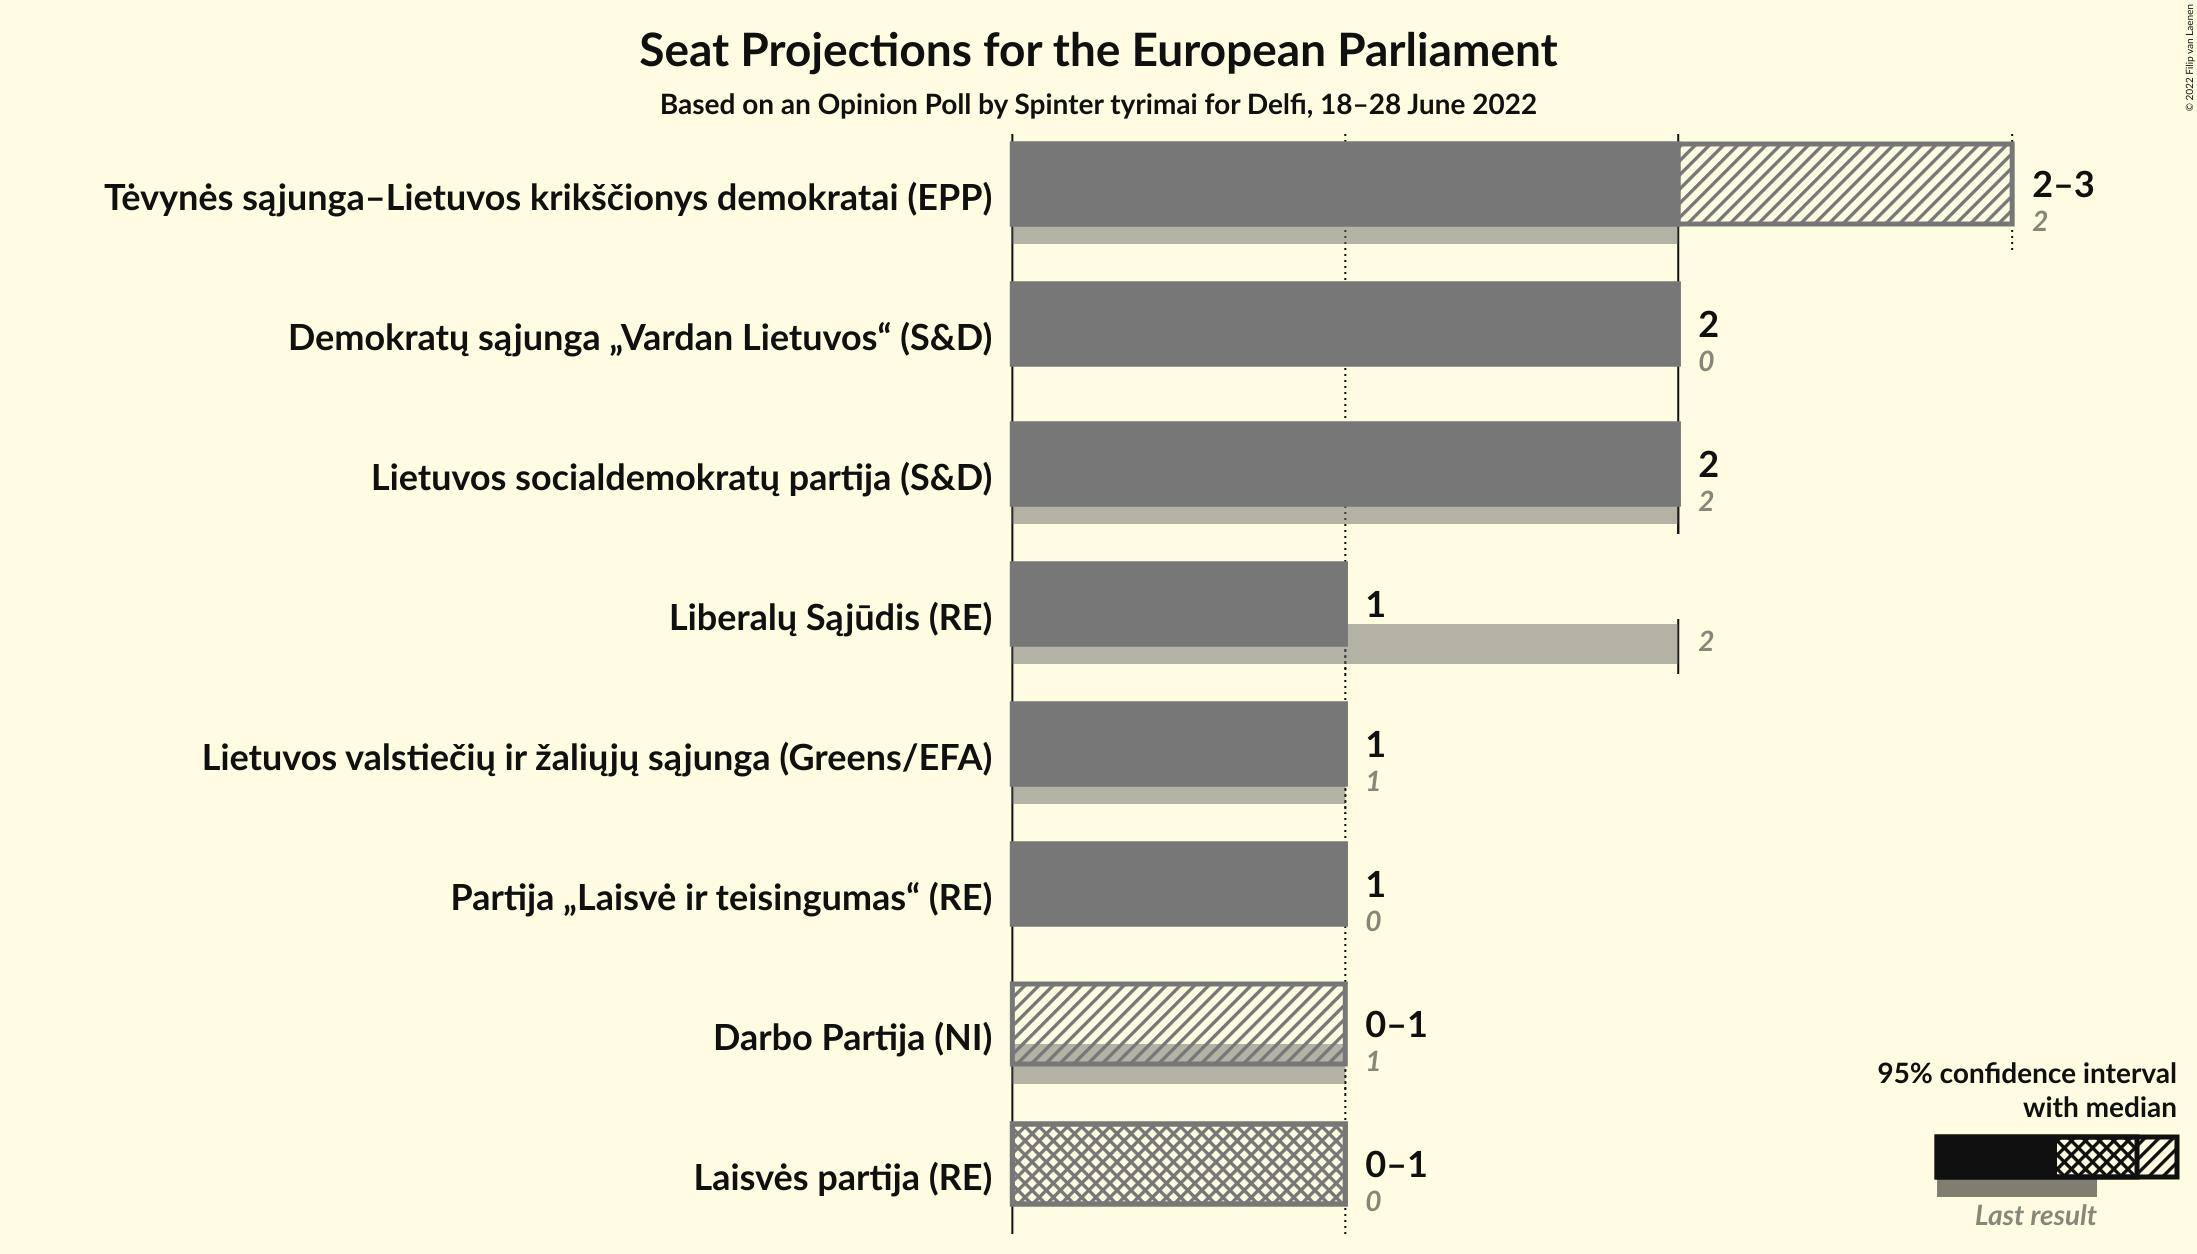 Seat Projections for the European Parliament
Based on an Opinion Poll by Spinter tyrimai for Delfi, 18–28 June 2022
© 2022 Filip van Laenen
Tėvynės sąjunga–Lietuvos krikščionys demokratai (EPP)
2–3
2
Demokratų sąjunga „Vardan Lietuvos“ (S&D)
2
0
Lietuvos socialdemokratų partija (S&D)
2
2
Liberalų Sąjūdis (RE)
1
2
Lietuvos valstiečių ir žaliųjų sąjunga (Greens/EFA)
1
1
Partija „Laisvė ir teisingumas“ (RE)
1
0
Darbo Partija (NI)
0–1
1
Laisvės partija (RE)
0–1
0
95% confidence interval
with median
Last result